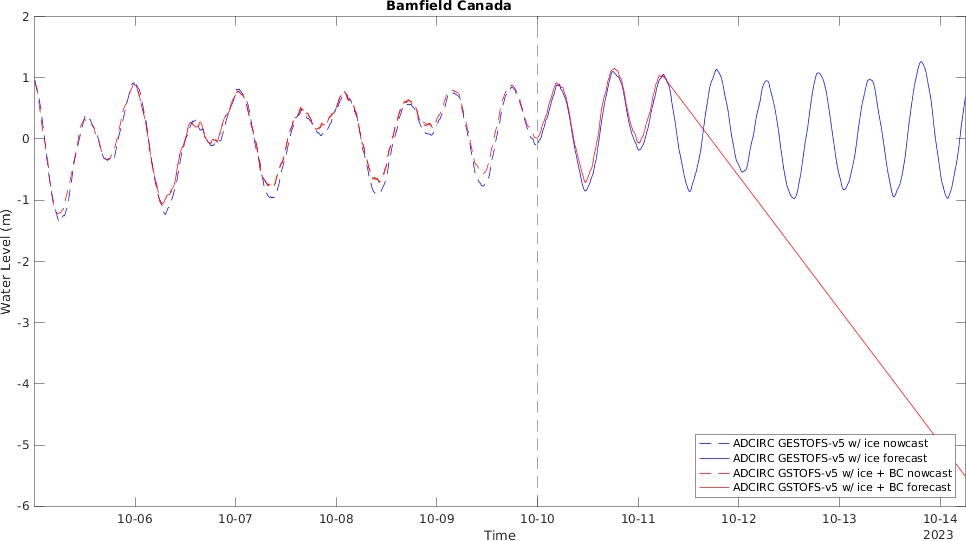 Bamfield Canada
2
1
0
-1
-2
-3
-4
-5
-6
Water Level (m)
ADCIRC GESTOFS-v5 w/ ice nowcast
ADCIRC GESTOFS-v5 w/ ice forecast
ADCIRC GSTOFS-v5 w/ ice + BC nowcast
ADCIRC GSTOFS-v5 w/ ice + BC forecast
10-06 10-07 10-08 10-09 10-10 10-11 10-12 10-13 10-14
2023
Time